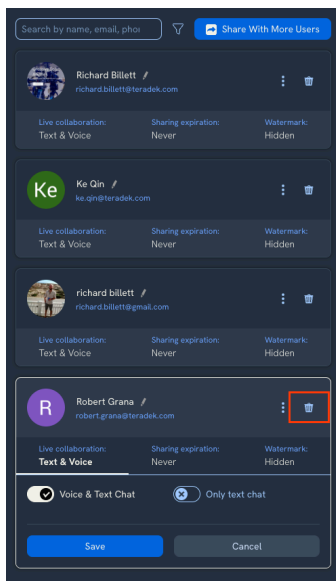 Search by name, email, phoi
Share With More Users
Richard Billett
richard.billett@teradek.com
Live collaboration: Sharing expiration: Watermark:
Text & Voice Never Hidden
Ke
Ke Qin
ke.qin@teradek.com
Live collaboration: Sharing expiration: Watermark:
Text & Voice Never Hidden
richard billett
richard.billett@gmail.com
Live collaboration: Sharing expiration: Watermark:
Text & Voice Never Hidden
R
Robert Grana
robert.grana@teradek.com
Live collaboration: Sharing expiration: Watermark:
Text & Voice Never Hidden
Voice & Text Chat Only text chat
Save Cancel